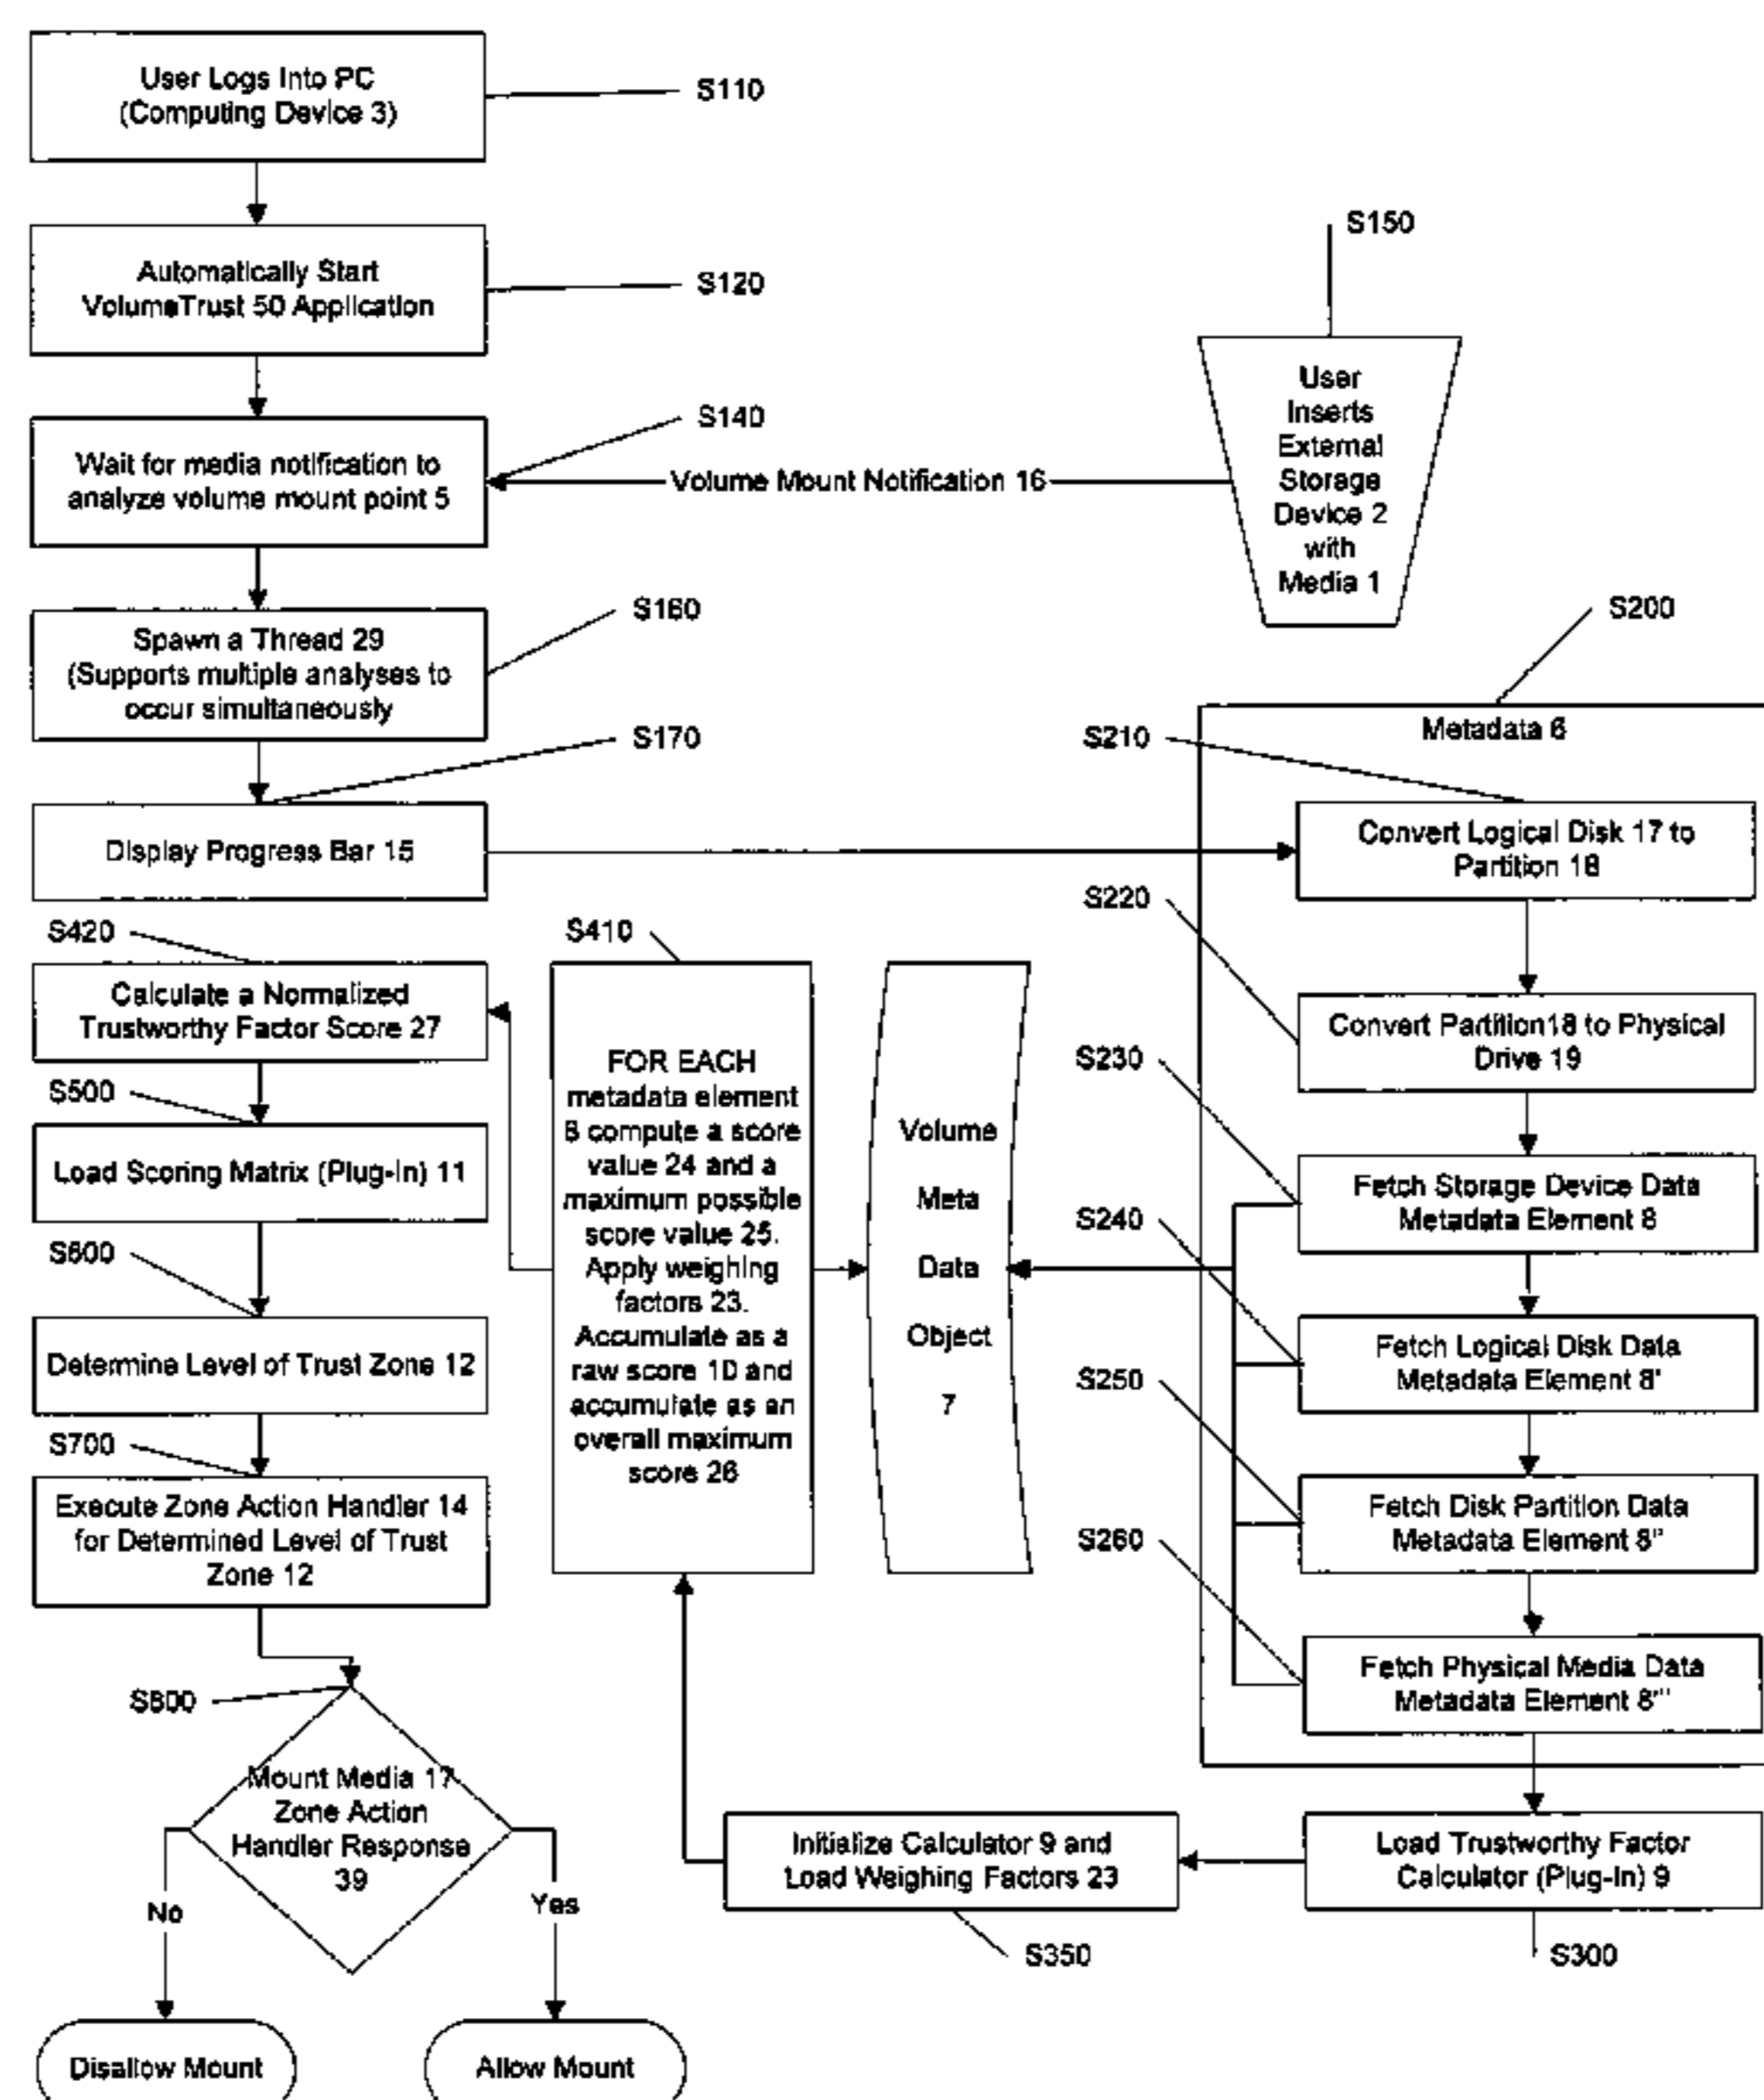 User Logs Into PC
(Computing Device 3)
S110
Automatically Start
VolumeTrust 50 Application
S120
S150
User
Inserts
External
Storage
Device 2
with
Media 1
Wait for media notification to
analyze volume mount point 5
S140
Volume Mount Notification 16
Spawn a Thread 29
(Supports multiple analyses to
occur simultaneously
S160
S200
Metadada 6
S170
Display Progress Bar 15
S210
Convert Logical Disk 17 to
Partition 18
S220
Convert Partition18 to Physical
Drive 19
S230
Fetch Storage Device Data
Metadata Element 8
S240
Fetch Logical Disk Data
Metadata Element 8'
S250
Fetch Disk Partition Data
Metadata Element 8"
S260
Fetch Physical Media Data
Metadata Element 8'"
Load Trustworthy Factor
Calculator (Plug-In) 9
S300
Initialize Calculator 9 and
Load Weighing Factors 23
S350
Volume
Meta
Data
Object
7
S410
FOR EACH
metadata element
8 compute a score
value 24 and a
maximum possible
score value 25.
Apply weighing
factors 23.
Accumulate as a
raw score 10 and
accumulate as an
overall maximum
score 26
S420
Calculate a Normalized
Trustworthy Factor Score 27
S500
Load Scoring Matrix (Plug-In) 11
S600
Determine Level of Trust Zone 12
S700
Execute Zone Action Handler 14
for Determined Level of Trust
Zone 12
S800
Mount Media 1?
Zone Action
Handler Response
39
No
Yes
Disallow Mount
Allow Mount